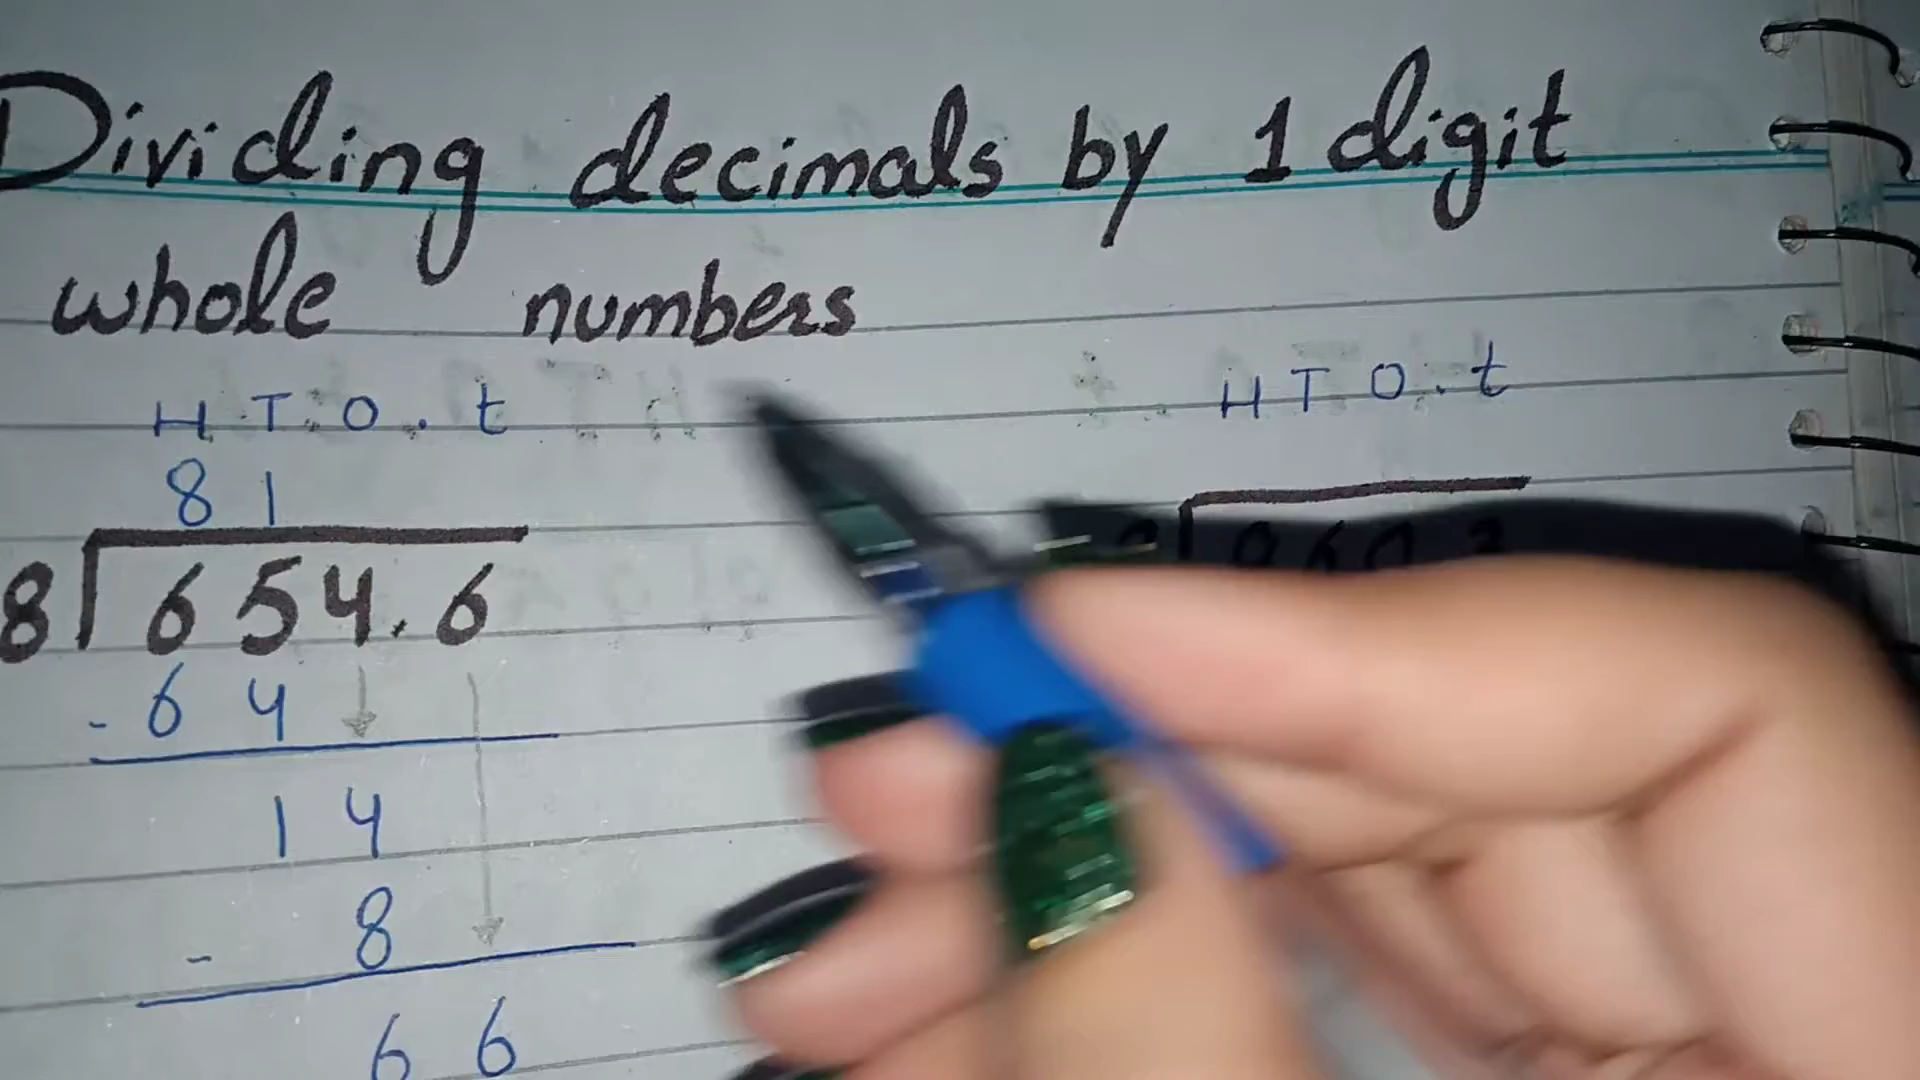 Dividing decimals by 1 digit
whole numbers
H T O . t
H T O . t
8 1
8 654.6
- 6 4
1 4
- 8
6 6